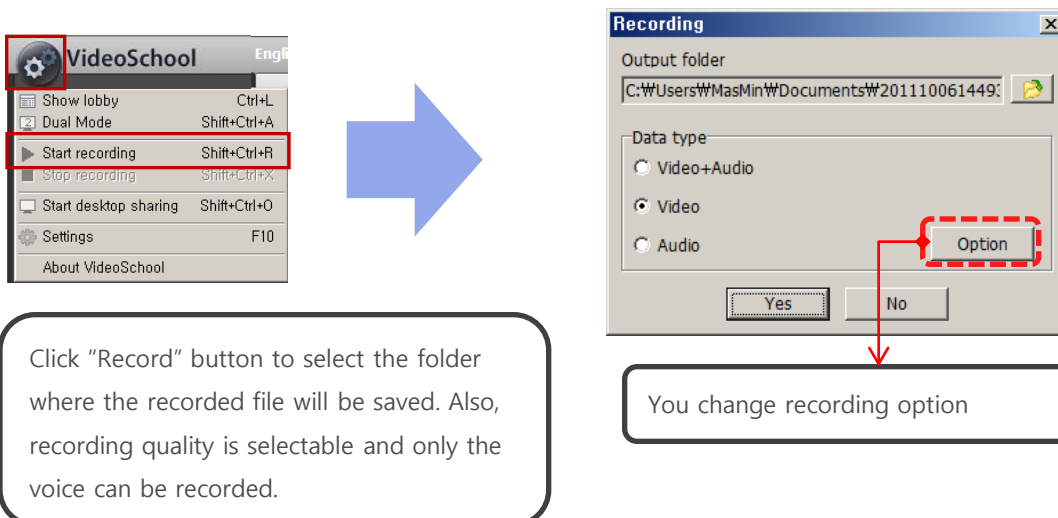 VideoSchool
Show lobby Ctrl+L
2 Dual Mode Shift+Ctrl+A
Start recording Shift+Ctrl+R
Stop recording Shift+Ctrl+X
Start desktop sharing Shift+Ctrl+O
Settings F10
About VideoSchool
Click “Record” button to select the folder
where the recorded file will be saved. Also,
recording quality is selectable and only the
voice can be recorded.
Recording
Output folder
C:₩Users₩MasMin₩Documents₩201110061449
Data type
Video+Audio
Video
Audio
Option
Yes No
You change recording option